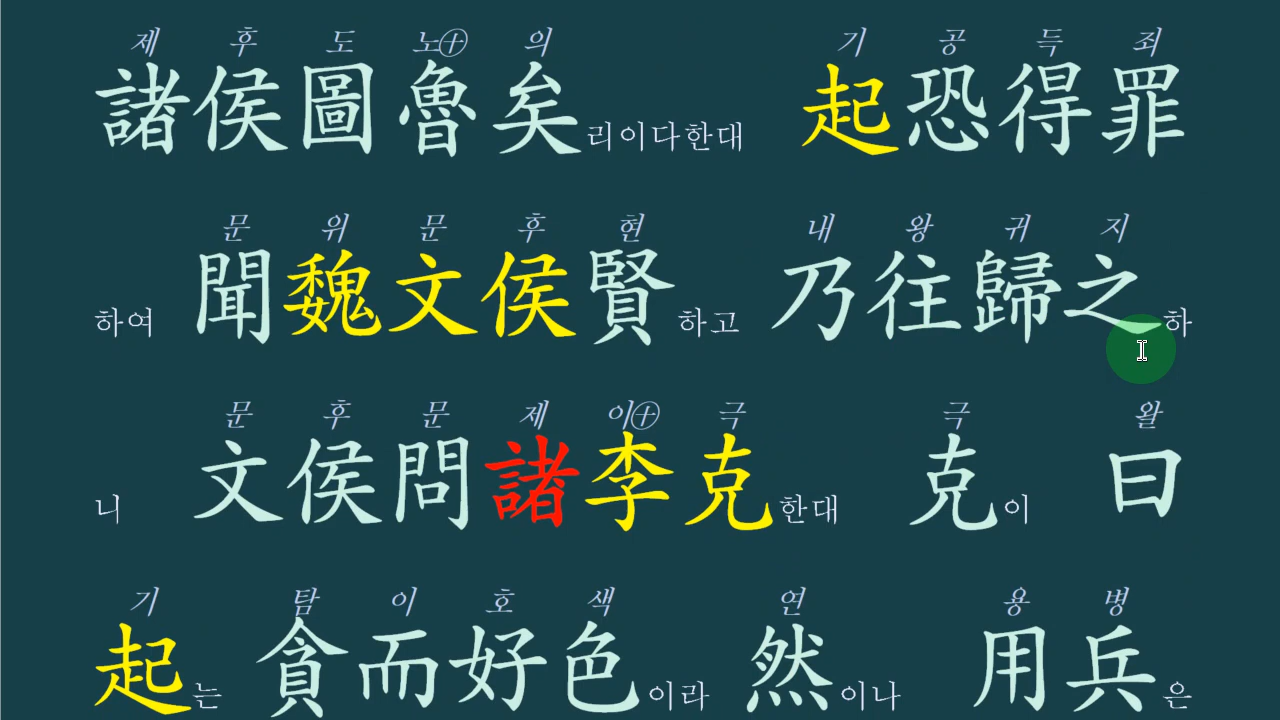 제 후 도 노㊉ 의 기 공 득 죄
諸侯圖魯矣리이다한대 起恐得罪
문 위 문 후 현 내 왕 귀 지
하여 聞魏文侯賢하고 乃往歸之하
문 후 문 제 이㊉ 극 극 왈
니 文侯問諸李克한대 克이 曰
기 탐 이 호 색 연 용 병
起는 貪而好色이라 然이나 用兵은